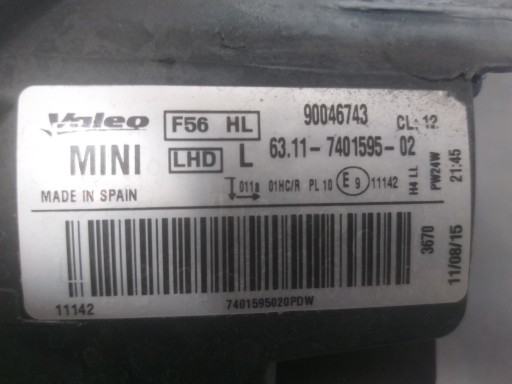 Valeo F56 HL 90046743 CL: 12
MINI LHD L 63.11-7401595-02
MADE IN SPAIN 011a 01HC/R PL 10 E 9 11142
H4 LL
PW24W
21:45
3670
11/08/15
11142 7401595020PDW